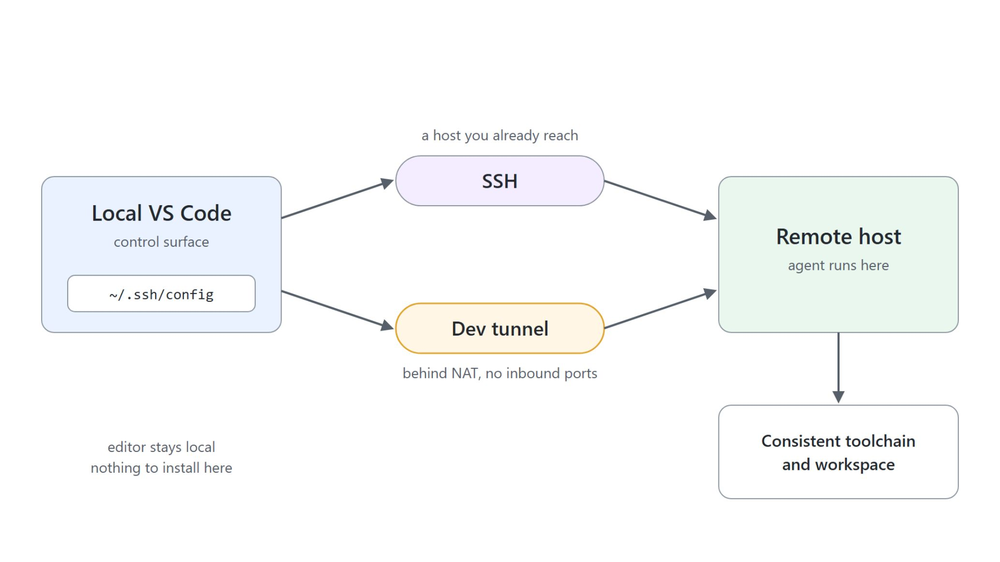 a host you already reach
SSH
Local VS Code
control surface
~/.ssh/config
Remote host
agent runs here
Dev tunnel
behind NAT, no inbound ports
editor stays local
nothing to install here
Consistent toolchain
and workspace